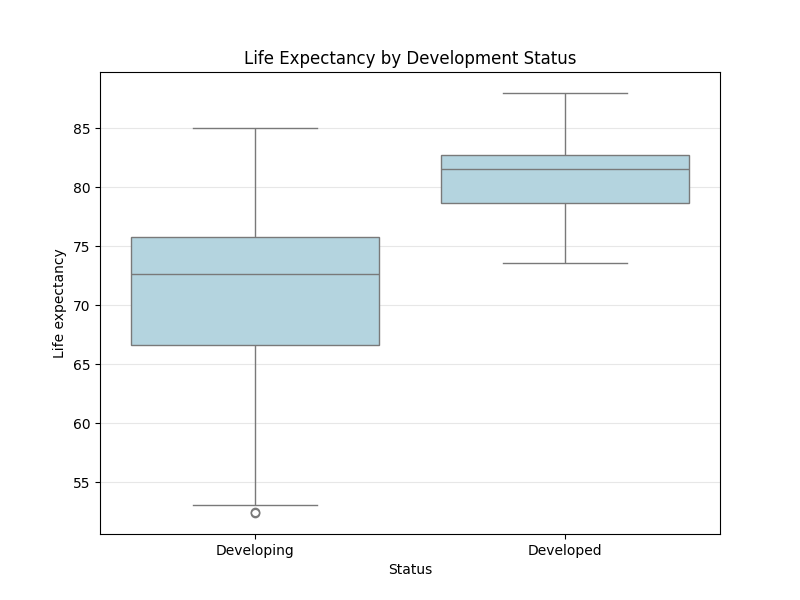 Life Expectancy by Development Status
Life expectancy
85
80
75
70
65
60
55
Developing
Developed
Status